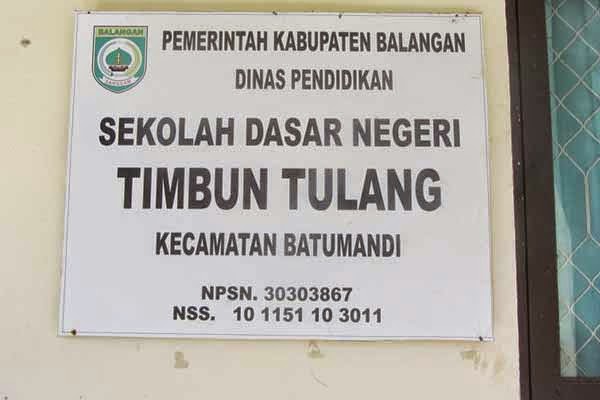 BALANGAN
PEMERINTAH KABUPATEN BALANGAN
DINAS PENDIDIKAN
SEKOLAH DASAR NEGERI
TIMBUN TULANG
KECAMATAN BATUMANDI
NPSN. 30303867
NSS. 10 1151 10 3011